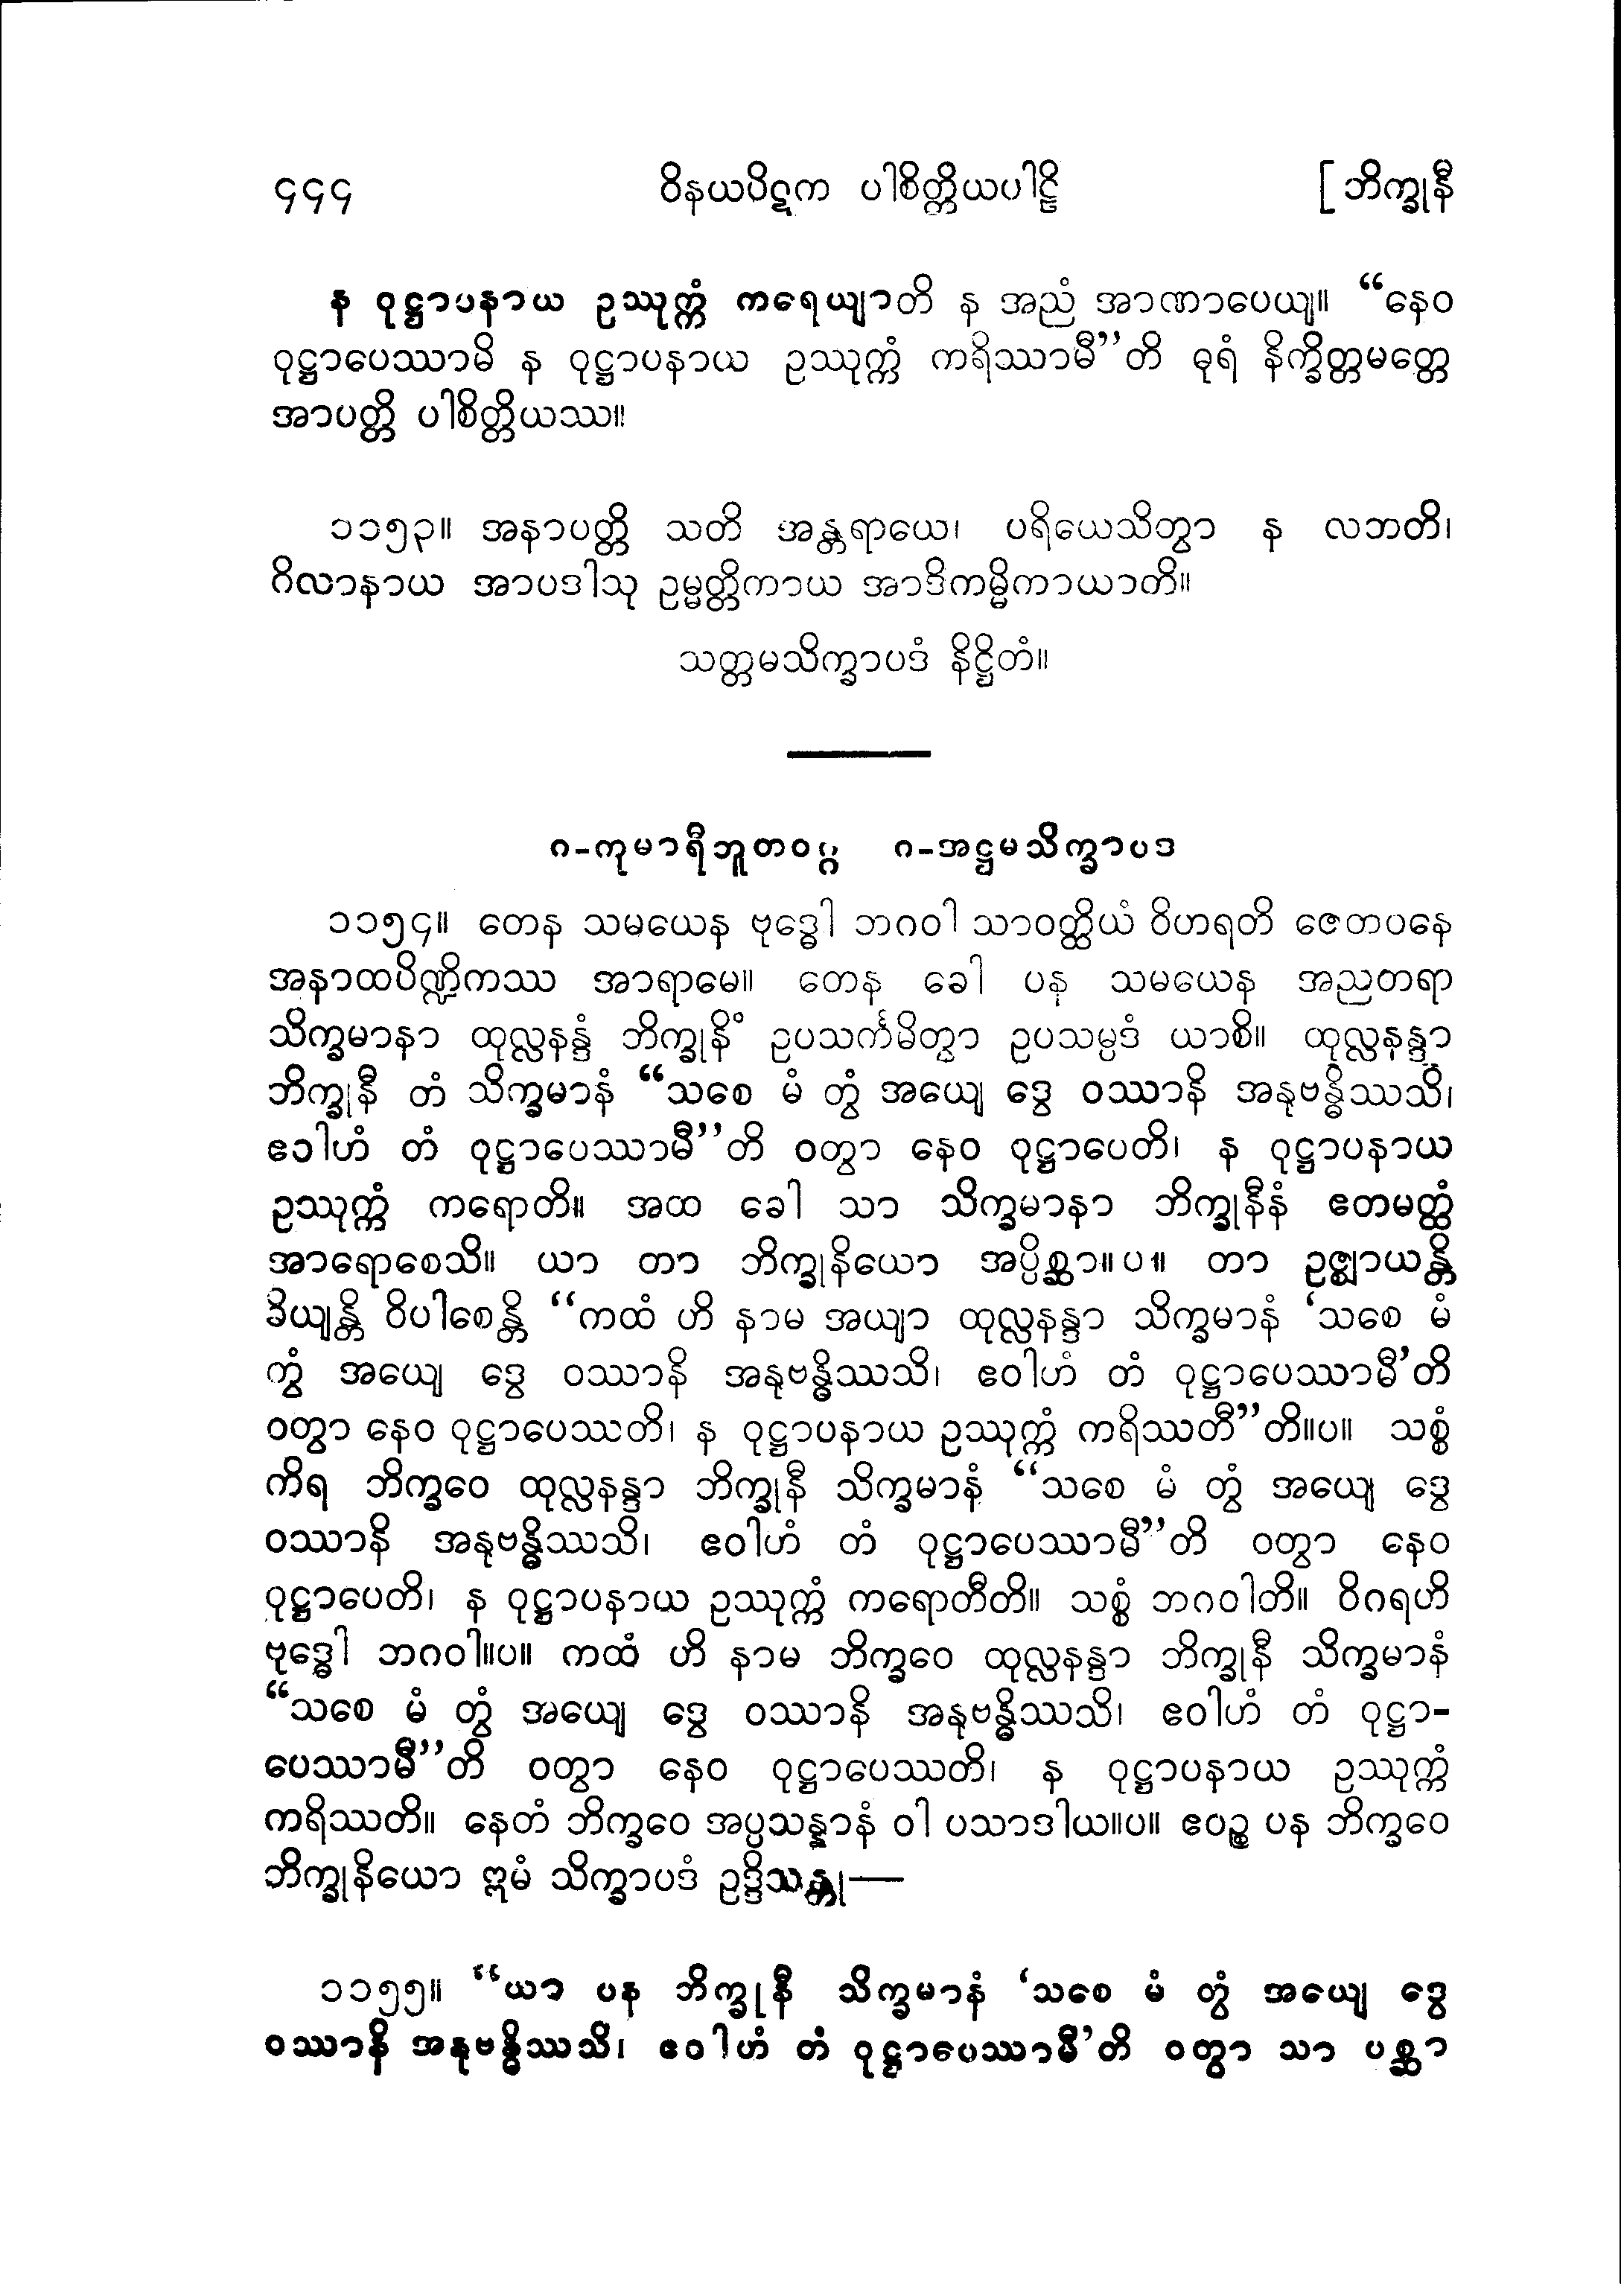 ၄၄၄ ဝိနယပိဋက ပါစိတ္တိယပါဠိ [ ဘိက္ခုနီ
န ဝုဋ္ဌာပနာယ ဥဿုက္ကံ ကရေယျာတိ န အညံ အာဏာပေယျ။ “နေဝ
ဝုဋ္ဌာပေဿာမိ န ဝုဋ္ဌာပနာယ ဥဿုက္ကံ ကရိဿာမီ”တိ ဓုရံ နိက္ခိတ္တမတ္တေ
အာပတ္တိ ပါစိတ္တိယဿ။
၁၁၅၃။ အနာပတ္တိ သတိ အန္တရာယေ၊ ပရိယေသိတွာ န လဘတိ၊
ဂိလာနာယ အာပဒါသု ဥမ္မတ္တိကာယ အာဒိကမ္မိကာယာတိ။
သတ္တမသိက္ခာပဒံ နိဋ္ဌိတံ။
၈-ကုမာရီဘူတဝဂ္ဂ ၈-အဋ္ဌမသိက္ခာပဒ
၁၁၅၄။ တေန သမယေန ဗုဒ္ဓေါ ဘဂဝါ သာဝတ္ထိယံ ဝိဟရတိ ဇေတဝနေ
အနာထပိဏ္ဍိကဿ အာရာမေ။ တေန ခေါ ပန သမယေန အညတရာ
သိက္ခမာနာ ထုလ္လနန္ဒံ ဘိက္ခုနိံ ဥပသင်္ကမိတွာ ဥပသမ္ပဒံ ယာစိ။ ထုလ္လနန္ဒာ
ဘိက္ခုနီ တံ သိက္ခမာနံ “သစေ မံ တွံ အယျေ ဒွေ ဝဿာနိ အနုဗန္ဓိဿသိ၊
ဧဝါဟံ တံ ဝုဋ္ဌာပေဿာမီ”တိ ဝတွာ နေဝ ဝုဋ္ဌာပေတိ၊ န ဝုဋ္ဌာပနာယ
ဥဿုက္ကံ ကရောတိ။ အထ ခေါ သာ သိက္ခမာနာ ဘိက္ခုနီနံ ဧတမတ္ထံ
အာရောစေသိ။ ယာ တာ ဘိက္ခုနိယော အပ္ပိစ္ဆာ။ပ။ တာ ဥဇ္ဈာယန္တိ
ခိယျန္တိ ဝိပါစေန္တိ “ကထံ ဟိ နာမ အယျာ ထုလ္လနန္ဒာ သိက္ခမာနံ ‘သစေ မံ
တွံ အယျေ ဒွေ ဝဿာနိ အနုဗန္ဓိဿသိ၊ ဧဝါဟံ တံ ဝုဋ္ဌာပေဿာမီ’တိ
ဝတွာ နေဝ ဝုဋ္ဌာပေဿတိ၊ န ဝုဋ္ဌာပနာယ ဥဿုက္ကံ ကရိဿတီ”တိ။ပ။ သစ္စံ
ကိရ ဘိက္ခဝေ ထုလ္လနန္ဒာ ဘိက္ခုနီ သိက္ခမာနံ “သစေ မံ တွံ အယျေ ဒွေ
ဝဿာနိ အနုဗန္ဓိဿသိ၊ ဧဝါဟံ တံ ဝုဋ္ဌာပေဿာမီ”တိ ဝတွာ နေဝ
ဝုဋ္ဌာပေတိ၊ န ဝုဋ္ဌာပနာယ ဥဿုက္ကံ ကရောတီတိ။ သစ္စံ ဘဂဝါတိ။ ဝိဂရဟိ
ဗုဒ္ဓေါ ဘဂဝါ။ပ။ ကထံ ဟိ နာမ ဘိက္ခဝေ ထုလ္လနန္ဒာ ဘိက္ခုနီ သိက္ခမာနံ
“သစေ မံ တွံ အယျေ ဒွေ ဝဿာနိ အနုဗန္ဓိဿသိ၊ ဧဝါဟံ တံ ဝုဋ္ဌာ-
ပေဿာမီ”တိ ဝတွာ နေဝ ဝုဋ္ဌာပေဿတိ၊ န ဝုဋ္ဌာပနာယ ဥဿုက္ကံ
ကရိဿတိ။ နေတံ ဘိက္ခဝေ အပ္ပသန္နာနံ ဝါ ပသာဒါယ။ပ။ ဧဝဉ္စ ပန ဘိက္ခဝေ
ဘိက္ခုနိယော ဣမံ သိက္ခာပဒံ ဥဒ္ဒိသန္တု—
၁၁၅၅။ “ယာ ပန ဘိက္ခုနီ သိက္ခမာနံ ‘သစေ မံ တွံ အယျေ ဒွေ
ဝဿာနိ အနုဗန္ဓိဿသိ၊ ဧဝါဟံ တံ ဝုဋ္ဌာပေဿာမီ’တိ ဝတွာ သာ ပစ္ဆာ